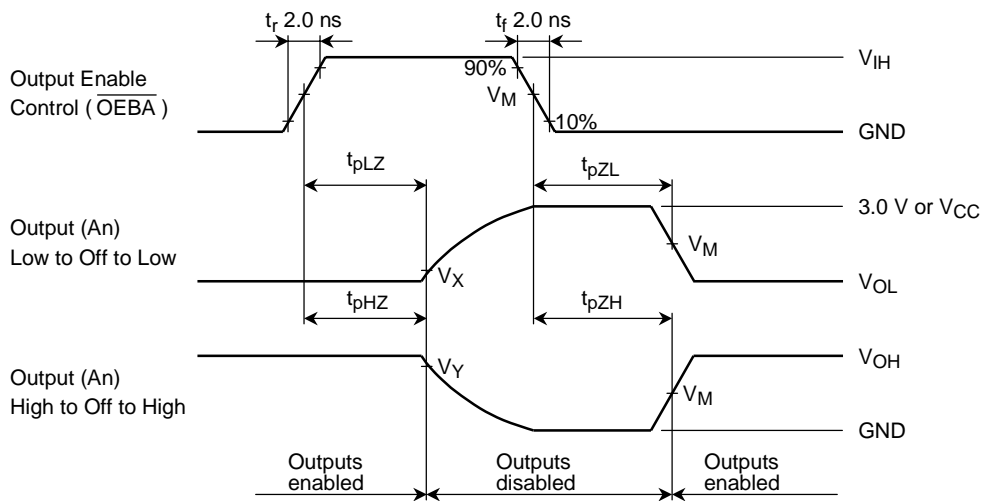 tr 2.0 ns
tf 2.0 ns
Output Enable
Control ( OEBA )
90%
VM
10%
VIH
GND
tpLZ
tpZL
Output (An)
Low to Off to Low
VX
VM
3.0 V or VCC
VOL
tpHZ
tpZH
Output (An)
High to Off to High
VY
VM
VOH
GND
Outputs
enabled
Outputs
disabled
Outputs
enabled